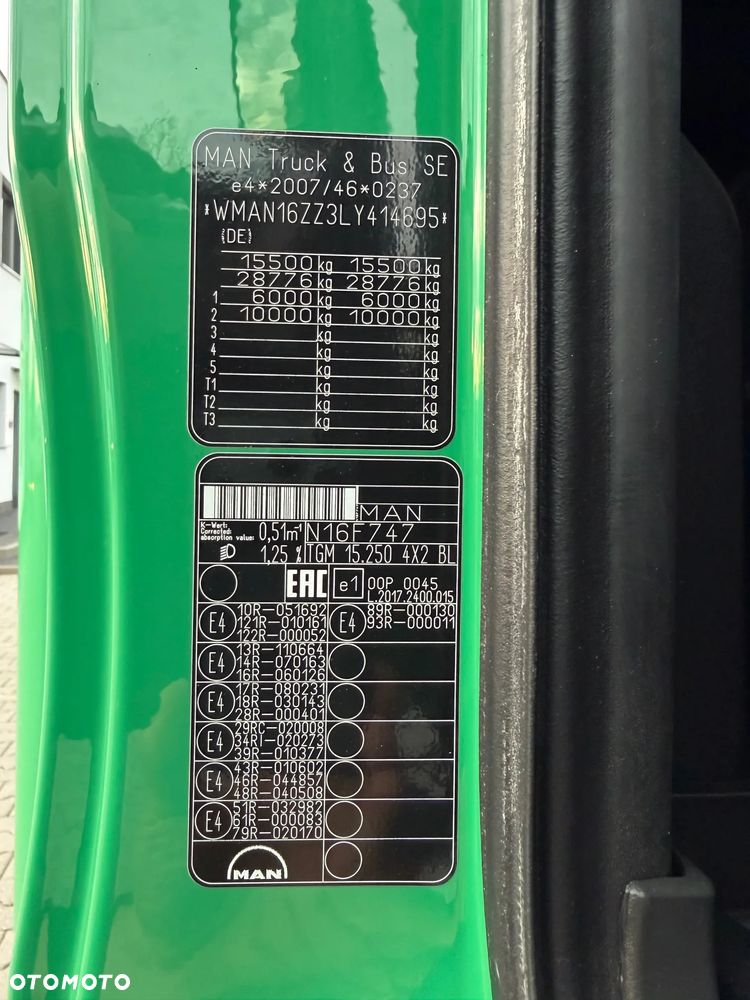 MAN Truck & Bus SE
e4*2007/46*0237
*WMAN16ZZ3LY414695*
(DE)
15500 kg 15500 kg
28776 kg 28776 kg
1 6000 kg 6000 kg
2 10000 kg 10000 kg
3 kg kg
4 kg kg
5 kg kg
T1 kg kg
T2 kg kg
T3 kg kg
MAN
K-Wert:
Corrected
absorption value: 0,51m⁻¹ N16F747
1,25 % TGM 15.250 4X2 BL
EAC e1 00P 0045
L.2017.2400.015
E4 10R-051692
121R-010161
122R-000052
E4 89R-000130
93R-000011
E4 13R-110664
14R-070163
16R-060126
E4 17R-080231
18R-030143
28R-000401
E4 29RC-020008
34RI-020273
39R-010377
E4 43R-010602
46R-044857
48R-040508
E4 51R-032982
61R-000083
79R-020170
MAN
OTOMOTO